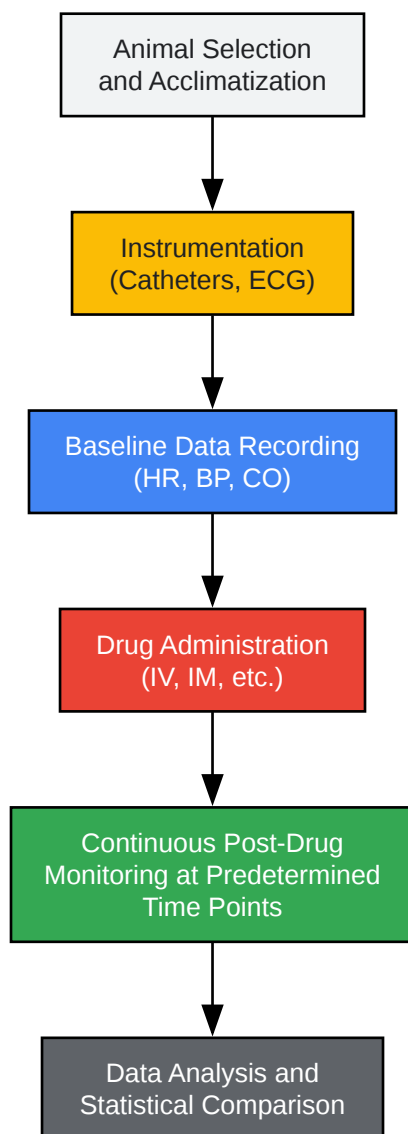 Animal Selection
and Acclimatization
Instrumentation
(Catheters, ECG)
Baseline Data Recording
(HR, BP, CO)
Drug Administration
(IV, IM, etc.)
Continuous Post-Drug
Monitoring at Predetermined
Time Points
Data Analysis and
Statistical Comparison